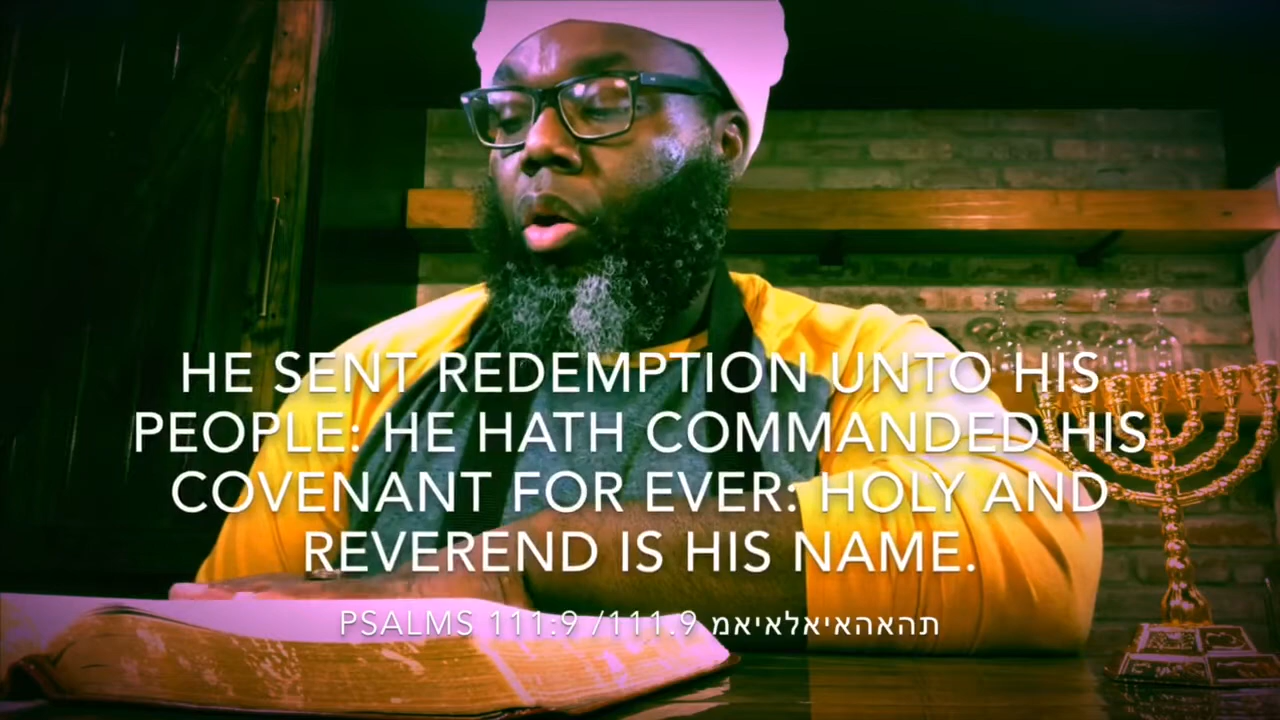 HE SENT REDEMPTION UNTO HIS
PEOPLE: HE HATH COMMANDED HIS
COVENANT FOR EVER: HOLY AND
REVEREND IS HIS NAME.
PSALMS 111:9 /111.9 תהאהאיאלאיאמ